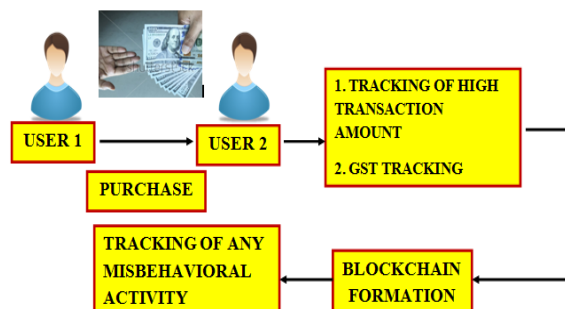 USER 1
USER 2
PURCHASE
1. TRACKING OF HIGH
TRANSACTION
AMOUNT
2. GST TRACKING
TRACKING OF ANY
MISBEHAVIORAL
ACTIVITY
BLOCKCHAIN
FORMATION